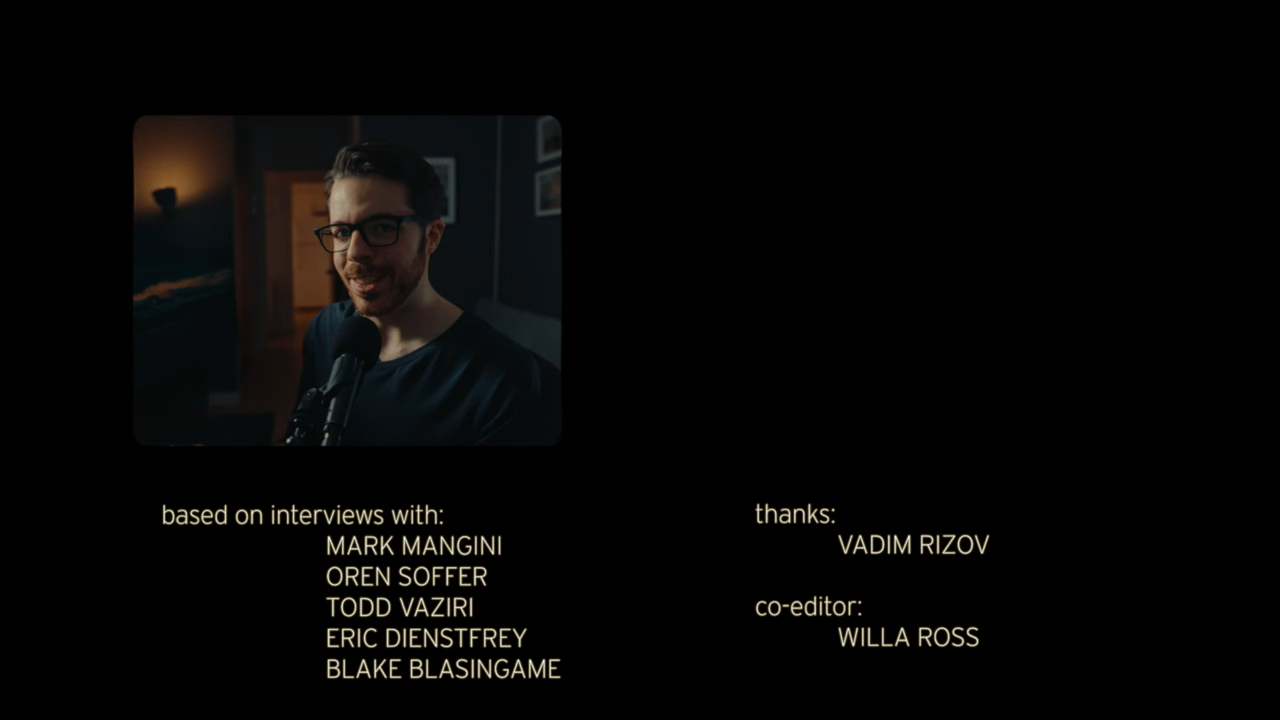 based on interviews with:
MARK MANGINI
OREN SOFFER
TODD VAZIRI
ERIC DIENSTFREY
BLAKE BLASINGAME
thanks:
VADIM RIZOV
co-editor:
WILLA ROSS